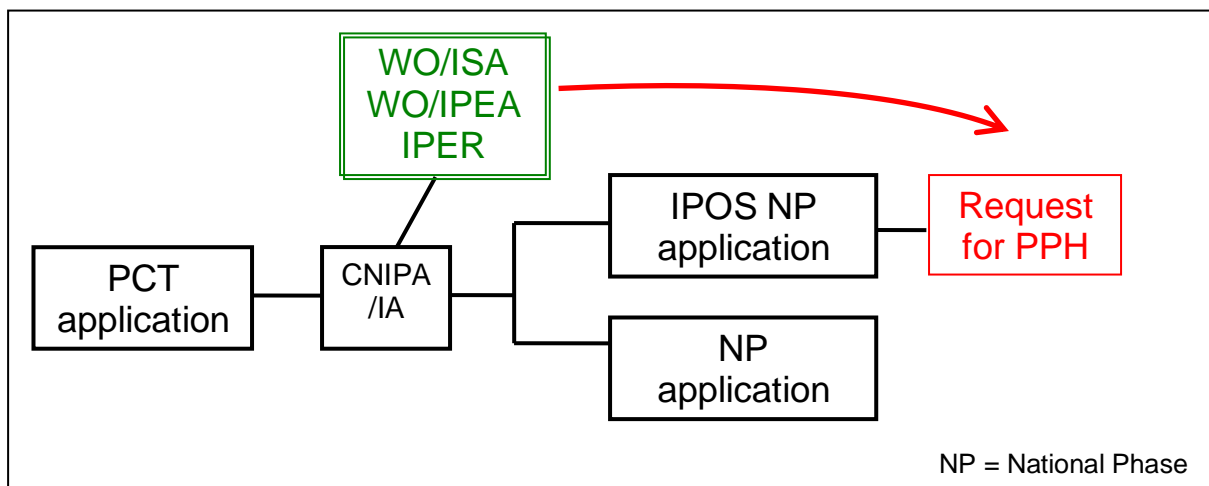 WO/ISA
WO/IPEA
IPER
IPOS NP
application
Request
for PPH
PCT
application
CNIPA
/IA
NP
application
NP = National Phase